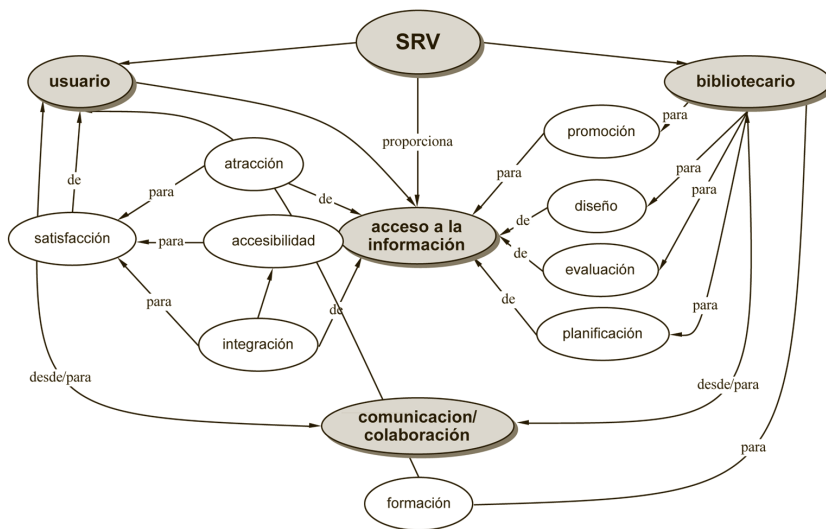 SRV
usuario
bibliotecario
proporciona
para
promoción
atracción
para
de
para
de
para
para
diseño
satisfacción
para
accesibilidad
acceso a la
información
de
evaluación
de
para
de
de
para
integración
planificación
desde/para
desde/para
comunicacion/
colaboración
para
formación